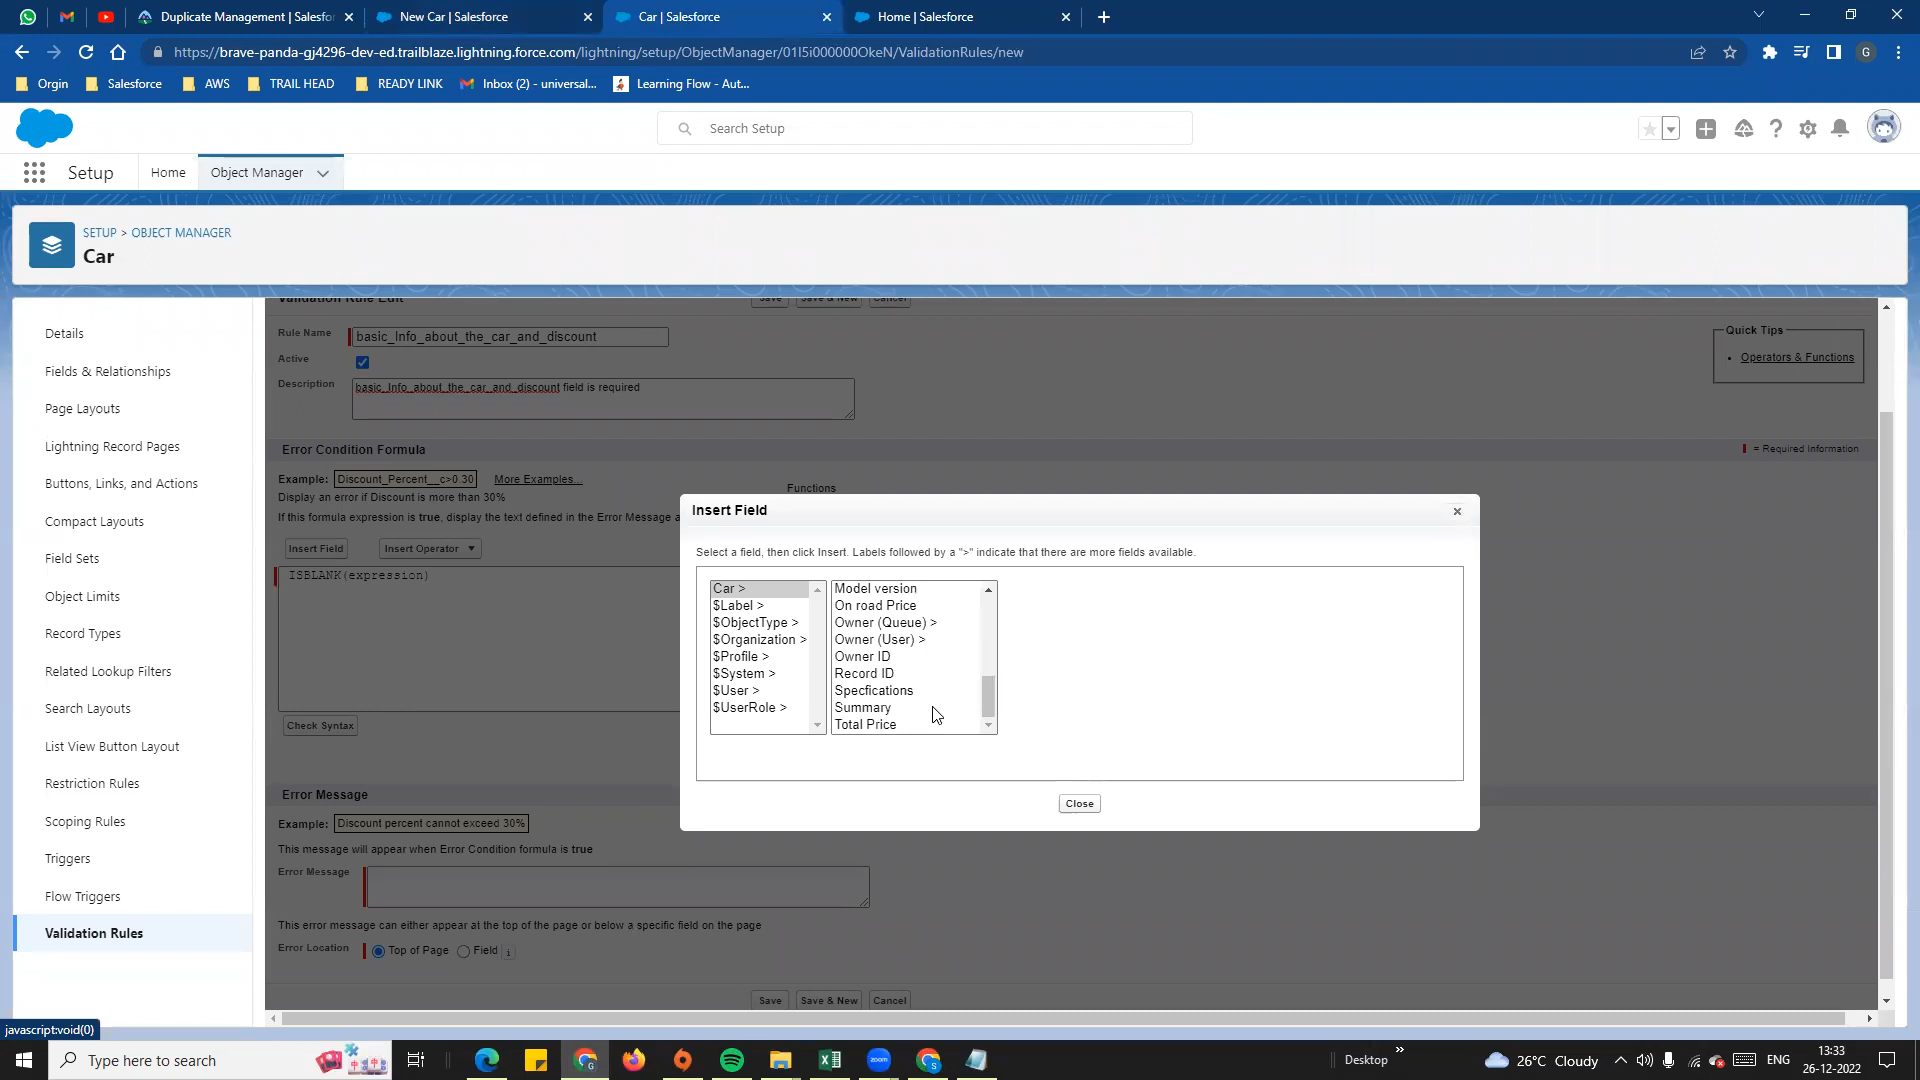 Duplicate Management | Salesfor
New Car | Salesforce
Car | Salesforce
Home | Salesforce
https://brave-panda-gj4296-dev-ed.trailblaze.lightning.force.com/lightning/setup/ObjectManager/01I5i000000OkeN/ValidationRules/new
G
Orgin
Salesforce
AWS
TRAIL HEAD
READY LINK
Inbox (2) - universal...
Learning Flow - Aut...
Search Setup
Setup
Home
Object Manager
SETUP > OBJECT MANAGER
Car
Details
Fields & Relationships
Page Layouts
Lightning Record Pages
Buttons, Links, and Actions
Compact Layouts
Field Sets
Object Limits
Record Types
Related Lookup Filters
Search Layouts
List View Button Layout
Restriction Rules
Scoping Rules
Triggers
Flow Triggers
Validation Rules
Validation Rule Edit
Save
Save & New
Cancel
Rule Name
basic_Info_about_the_car_and_discount
Active
Description
basic_Info_about_the_car_and_discount field is required
Quick Tips
• Operators & Functions
Error Condition Formula
= Required Information
Example: Discount_Percent__c>0.30 More Examples...
Display an error if Discount is more than 30%
If this formula expression is true, display the text defined in the Error Message a
Functions
Insert Field
Insert Operator
ISBLANK(expression)
Check Syntax
Insert Field
Select a field, then click Insert. Labels followed by a ">" indicate that there are more fields available.
Car >
$Label >
$ObjectType >
$Organization >
$Profile >
$System >
$User >
$UserRole >
Model version
On road Price
Owner (Queue) >
Owner (User) >
Owner ID
Record ID
Specfications
Summary
Total Price
Close
Error Message
Example: Discount percent cannot exceed 30%
This message will appear when Error Condition formula is true
Error Message
This error message can either appear at the top of the page or below a specific field on the page
Error Location
Top of Page
Field
i
Save
Save & New
Cancel
javascript:void(0)
Type here to search
zoom
Desktop
26°C Cloudy
ENG
13:33
26-12-2022